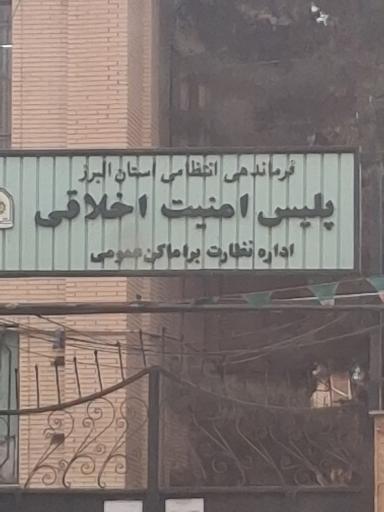 فرماندهی انتظامی استان البرز
پلیس امنیت اخلاقی
اداره نظارت براماکن عمومی